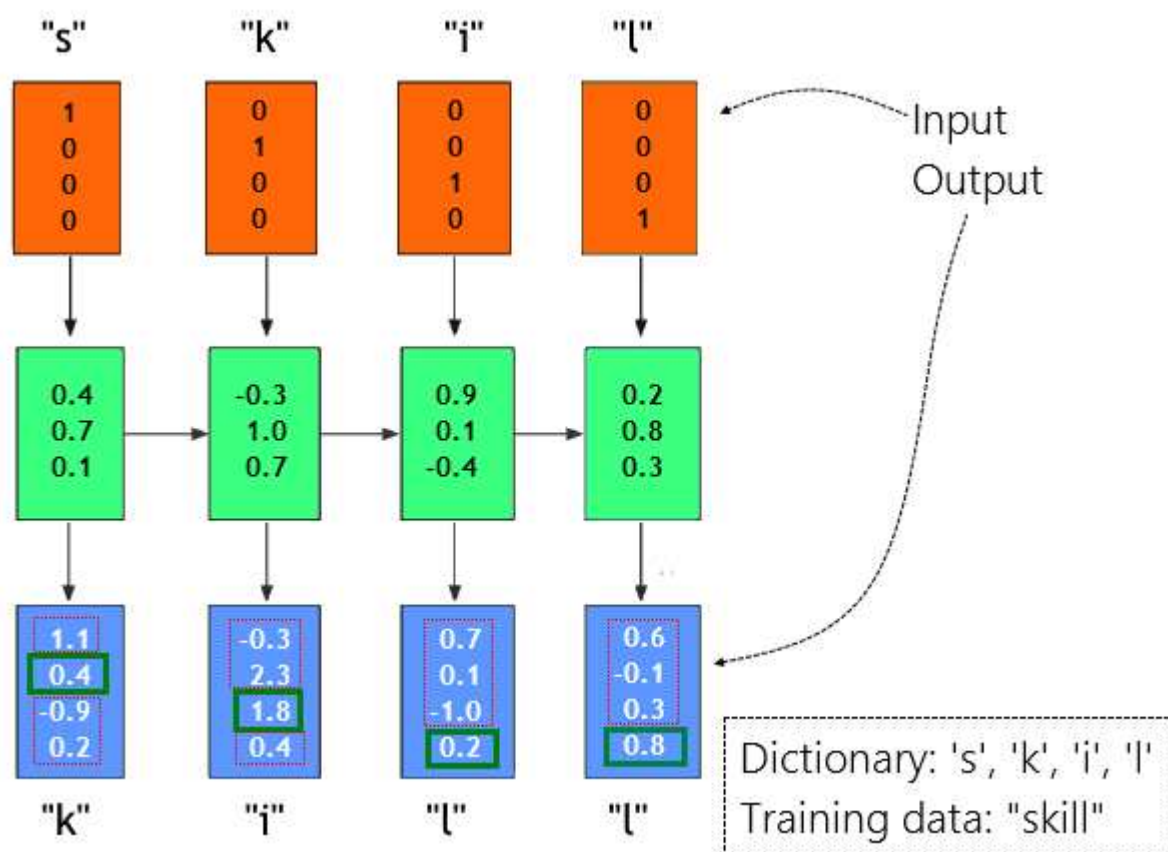 "s" "k" "i" "l"
1 0 0 0
0 1 0 0
0 0 1 0
0 0 0 1
Input
Output
0.4 -0.3 0.9 0.2
0.7 1.0 0.1 0.8
0.1 0.7 -0.4 0.3
1.1 -0.3 0.7 0.6
0.4 2.3 0.1 -0.1
-0.9 1.8 -1.0 0.3
0.2 0.4 0.2 0.8
"k" "i" "l" "l"
Dictionary: 's', 'k', 'i', 'l'
Training data: "skill"